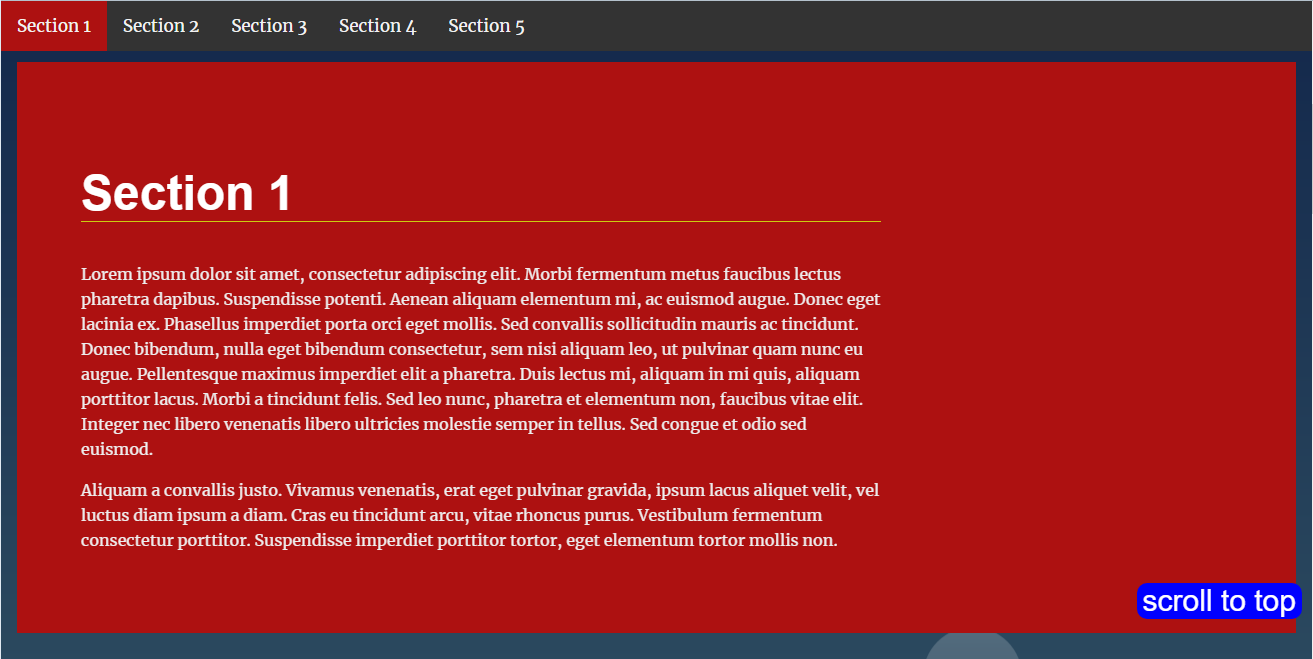 Section 1 Section 2 Section 3 Section 4 Section 5
Section 1
Lorem ipsum dolor sit amet, consectetur adipiscing elit. Morbi fermentum metus faucibus lectus
pharetra dapibus. Suspendisse potenti. Aenean aliquam elementum mi, ac euismod augue. Donec eget
lacinia ex. Phasellus imperdiet porta orci eget mollis. Sed convallis sollicitudin mauris ac tincidunt.
Donec bibendum, nulla eget bibendum consectetur, sem nisi aliquam leo, ut pulvinar quam nunc eu
augue. Pellentesque maximus imperdiet elit a pharetra. Duis lectus mi, aliquam in mi quis, aliquam
porttitor lacus. Morbi a tincidunt felis. Sed leo nunc, pharetra et elementum non, faucibus vitae elit.
Integer nec libero venenatis libero ultricies molestie semper in tellus. Sed congue et odio sed
euismod.
Aliquam a convallis justo. Vivamus venenatis, erat eget pulvinar gravida, ipsum lacus aliquet velit, vel
luctus diam ipsum a diam. Cras eu tincidunt arcu, vitae rhoncus purus. Vestibulum fermentum
consectetur porttitor. Suspendisse imperdiet porttitor tortor, eget elementum tortor mollis non.
scroll to top